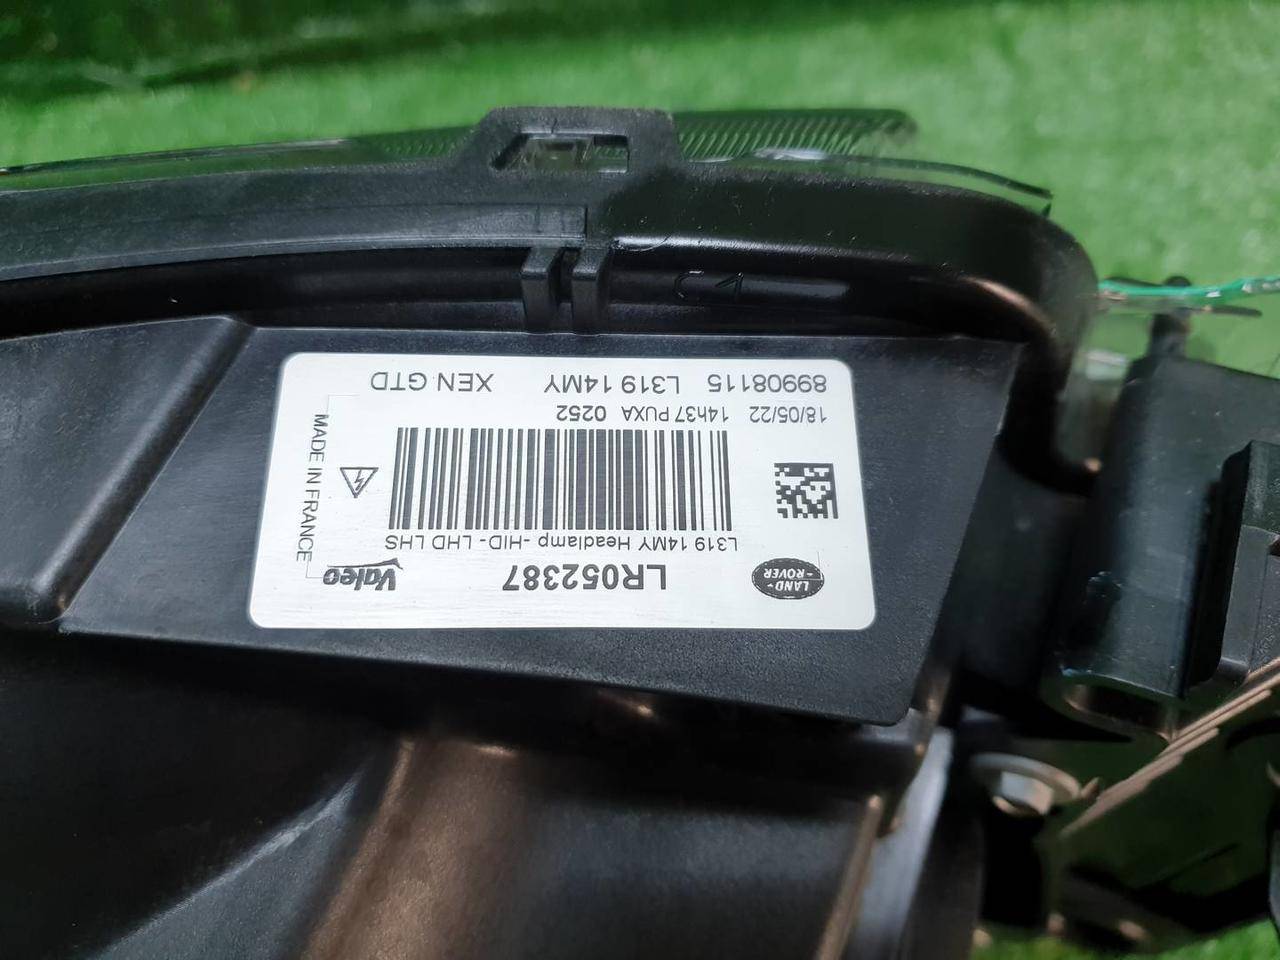 LAND-
ROVER
LR052387
Valeo
L319 14MY Headlamp -HID- LHD LHS
MADE IN FRANCE
18/05/22 14h37 PUXA 0252
89908115 L319 14MY XEN GTD
C1